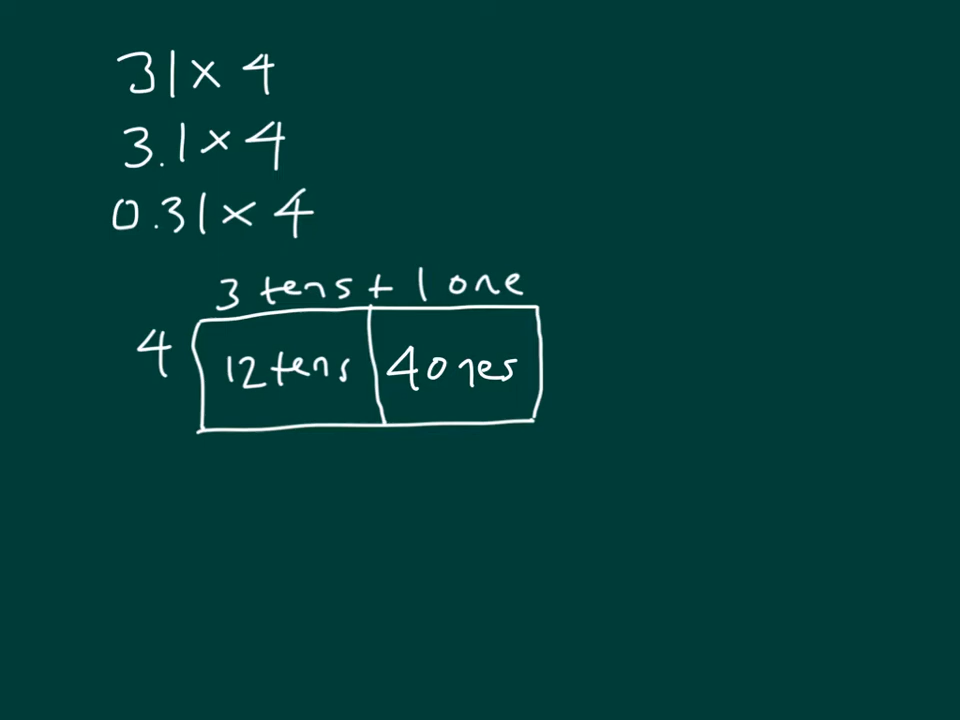 31 × 4
3.1 × 4
0.31 × 4
3 tens + 1 one
4 12 tens 4 ones